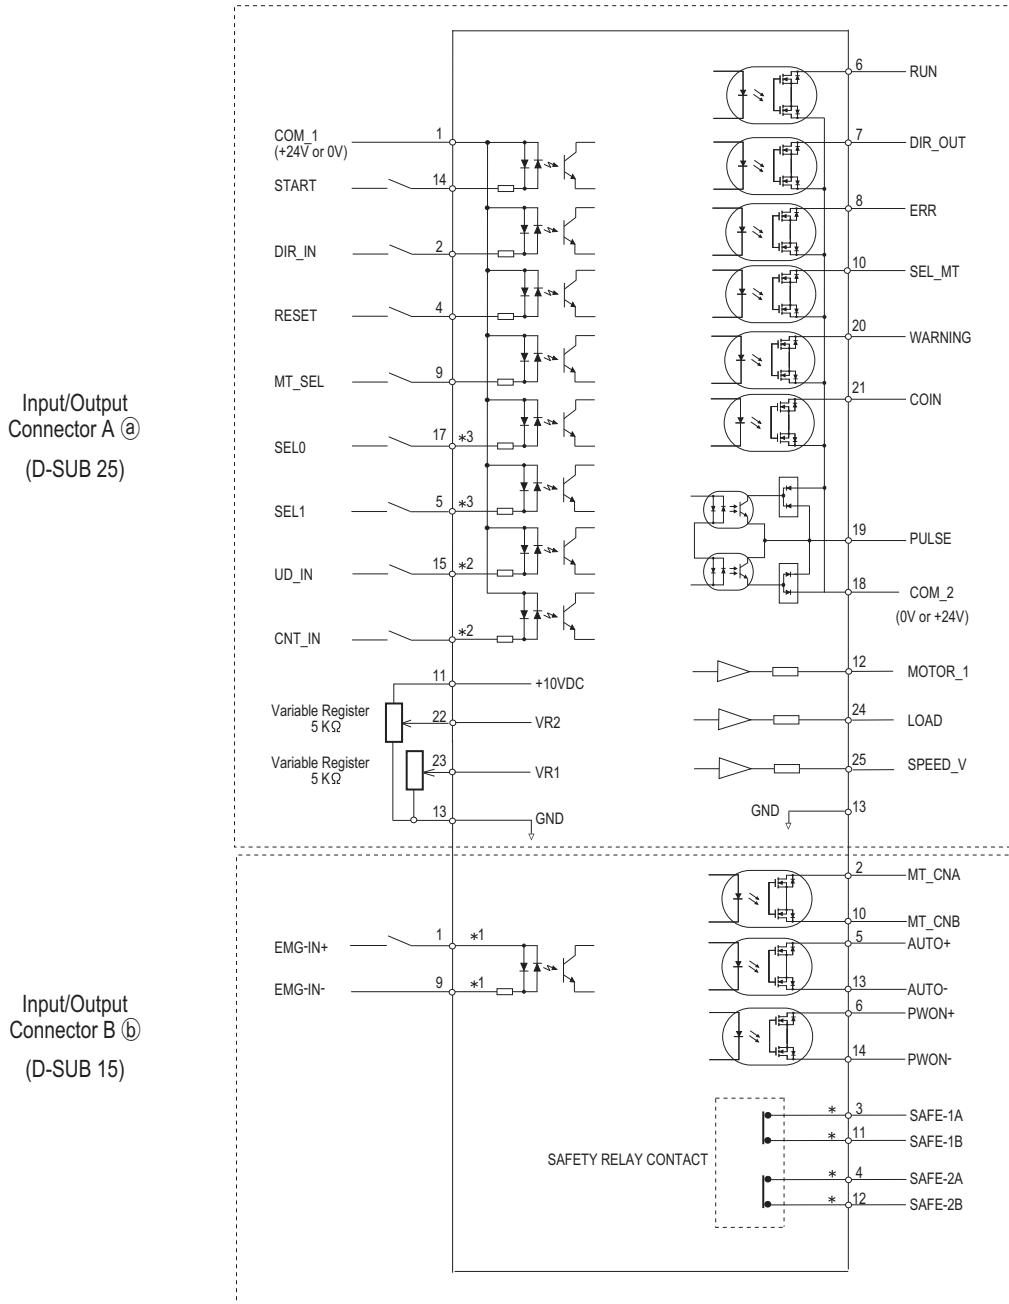 Input/Output
Connector A ⓐ
(D-SUB 25)
COM_1
(+24V or 0V)
1
START
14
DIR_IN
2
RESET
4
MT_SEL
9
SEL0
17 *3
SEL1
5 *3
UD_IN
15 *2
CNT_IN
*2
11
+10VDC
Variable Register
5 KΩ
22
VR2
Variable Register
5 KΩ
23
VR1
13
GND
6
RUN
7
DIR_OUT
8
ERR
10
SEL_MT
20
WARNING
21
COIN
19
PULSE
18
COM_2
(0V or +24V)
12
MOTOR_1
24
LOAD
25
SPEED_V
GND
13
Input/Output
Connector B ⓑ
(D-SUB 15)
EMG-IN+
1 *1
EMG-IN-
9 *1
2
MT_CNA
10
MT_CNB
5
AUTO+
13
AUTO-
6
PWON+
14
PWON-
SAFETY RELAY CONTACT
* 3
SAFE-1A
* 11
SAFE-1B
* 4
SAFE-2A
* 12
SAFE-2B